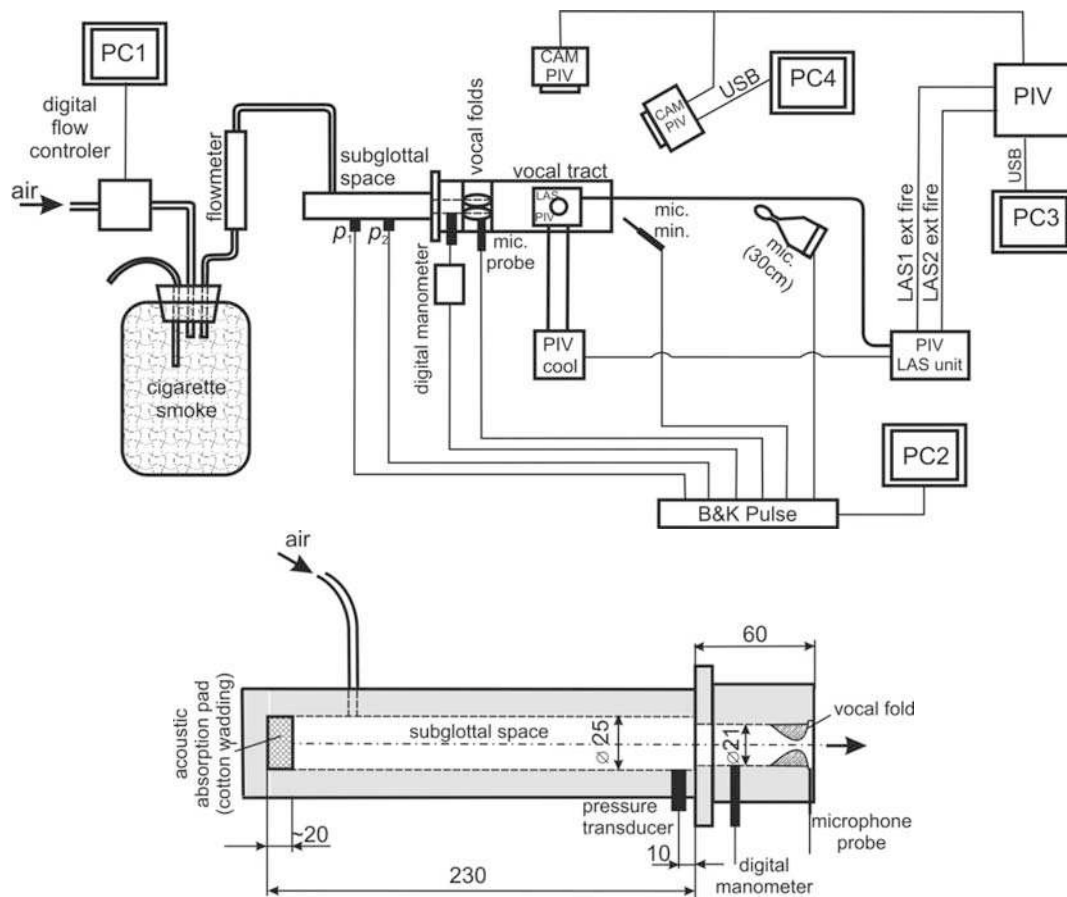 PC1
digital
flow
controler
air
flowmeter
cigarette
smoke
subglottal
space
vocal folds
vocal tract
LAS
PIV
p1
p2
mic.
probe
digital manometer
mic.
min.
mic.
(30cm)
CAM
PIV
CAM
PIV
USB
PC4
PIV
USB
PC3
LAS1 ext fire
LAS2 ext fire
PIV
cool
PIV
LAS unit
PC2
B&K Pulse
air
60
acoustic
absorption pad
(cotton wadding)
subglottal space
⌀ 25
⌀21
vocal fold
pressure
transducer
microphone
probe
~20
10
digital
manometer
230